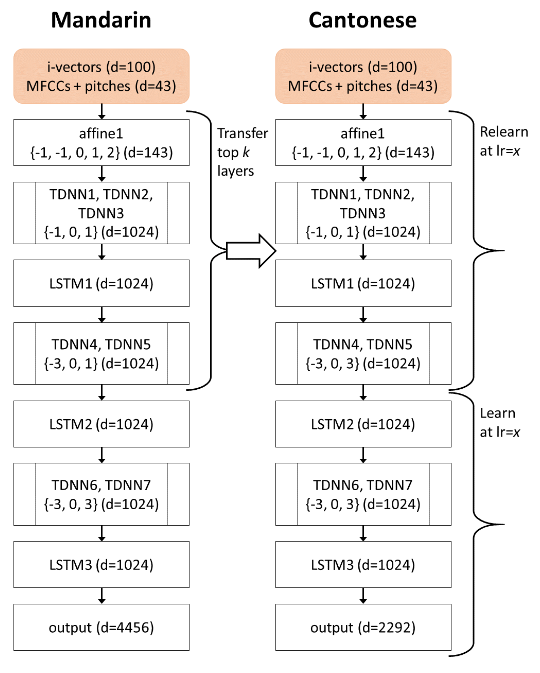 Mandarin
i-vectors (d=100)
MFCCs + pitches (d=43)
affine1
{-1, -1, 0, 1, 2} (d=143)
TDNN1, TDNN2,
TDNN3
{-1, 0, 1} (d=1024)
LSTM1 (d=1024)
TDNN4, TDNN5
{-3, 0, 1} (d=1024)
LSTM2 (d=1024)
TDNN6, TDNN7
{-3, 0, 3} (d=1024)
LSTM3 (d=1024)
output (d=4456)
Transfer
top k
layers
Cantonese
i-vectors (d=100)
MFCCs + pitches (d=43)
affine1
{-1, -1, 0, 1, 2} (d=143)
TDNN1, TDNN2,
TDNN3
{-1, 0, 1} (d=1024)
LSTM1 (d=1024)
TDNN4, TDNN5
{-3, 0, 3} (d=1024)
LSTM2 (d=1024)
TDNN6, TDNN7
{-3, 0, 3} (d=1024)
LSTM3 (d=1024)
output (d=2292)
Relearn
at lr=x
Learn
at lr=x